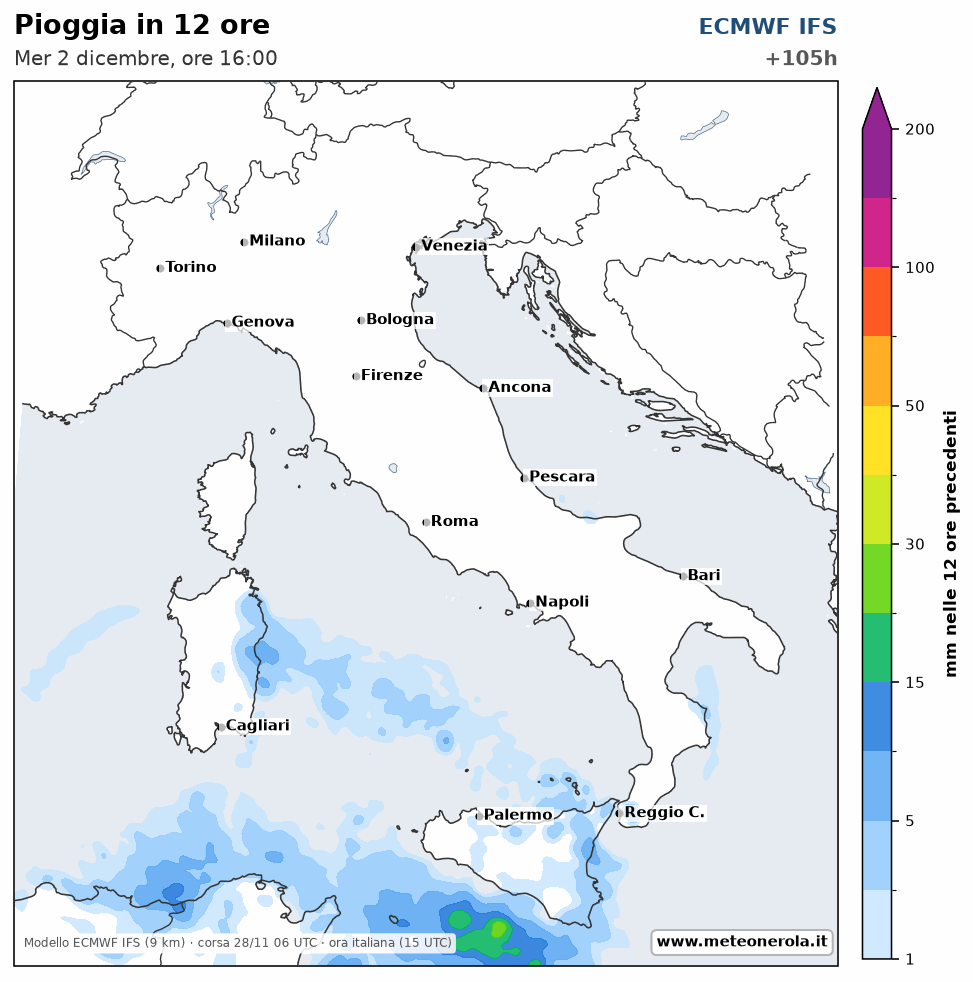 Pioggia in 12 ore
ECMWF IFS
Mer 2 dicembre, ore 16:00
+105h
200
100
50
30
15
5
1
mm nelle 12 ore precedenti
Milano
Venezia
Torino
Genova
Bologna
Firenze
Ancona
Pescara
Roma
Bari
Napoli
Cagliari
Palermo
Reggio C.
Modello ECMWF IFS (9 km) · corsa 28/11 06 UTC · ora italiana (15 UTC)
www.meteonerola.it